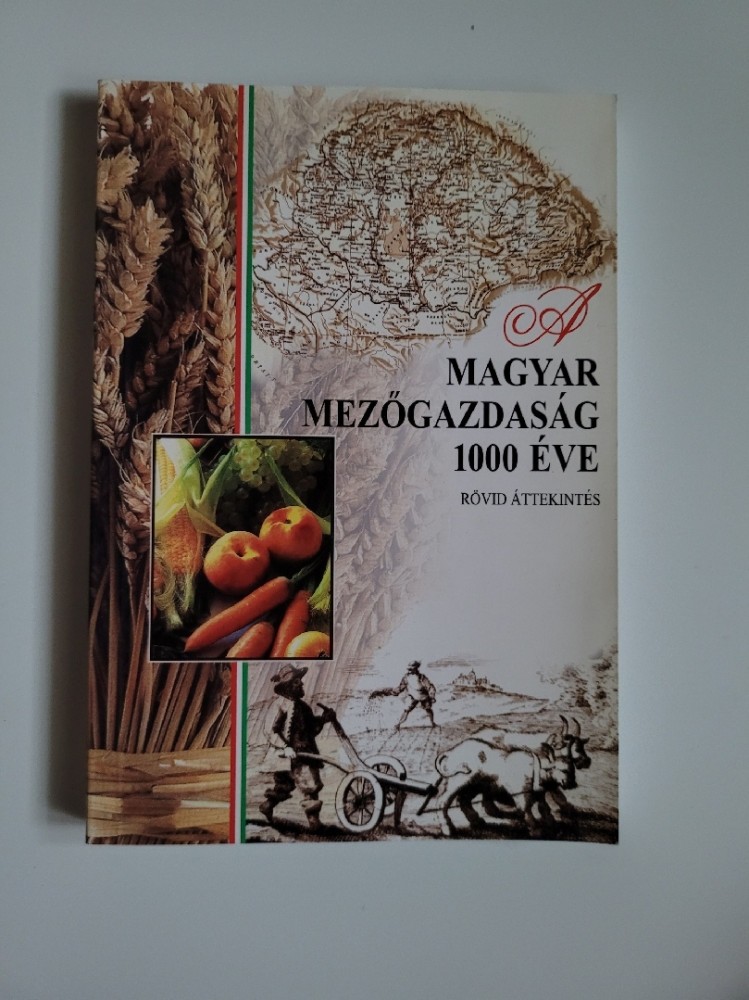 A
MAGYAR
MEZŐGAZDASÁG
1000 ÉVE
RÖVID ÁTTEKINTÉS